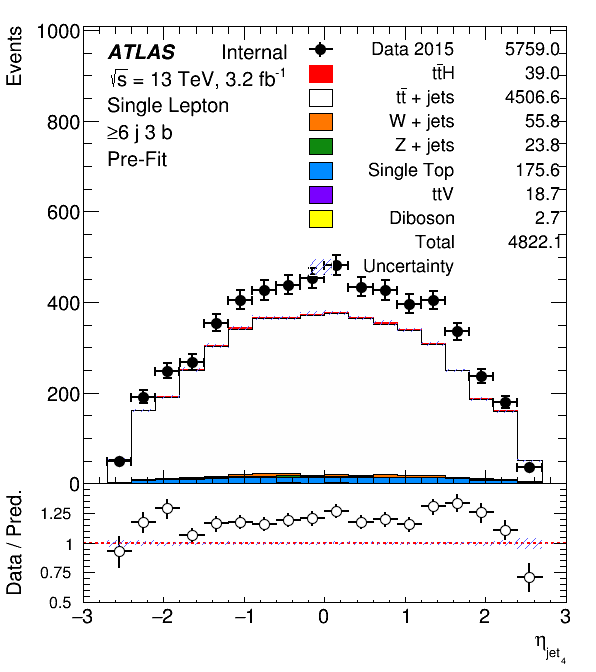 Events
1000
800
600
400
200
0
ATLAS Internal
√s = 13 TeV, 3.2 fb⁻¹
Single Lepton
≥6 j 3 b
Pre-Fit
Data 2015 5759.0
tt̄H 39.0
tt̄ + jets 4506.6
W + jets 55.8
Z + jets 23.8
Single Top 175.6
ttV 18.7
Diboson 2.7
Total 4822.1
Uncertainty
Data / Pred.
1.25
1
0.75
0.5
−3 −2 −1 0 1 2 3
η jet 4